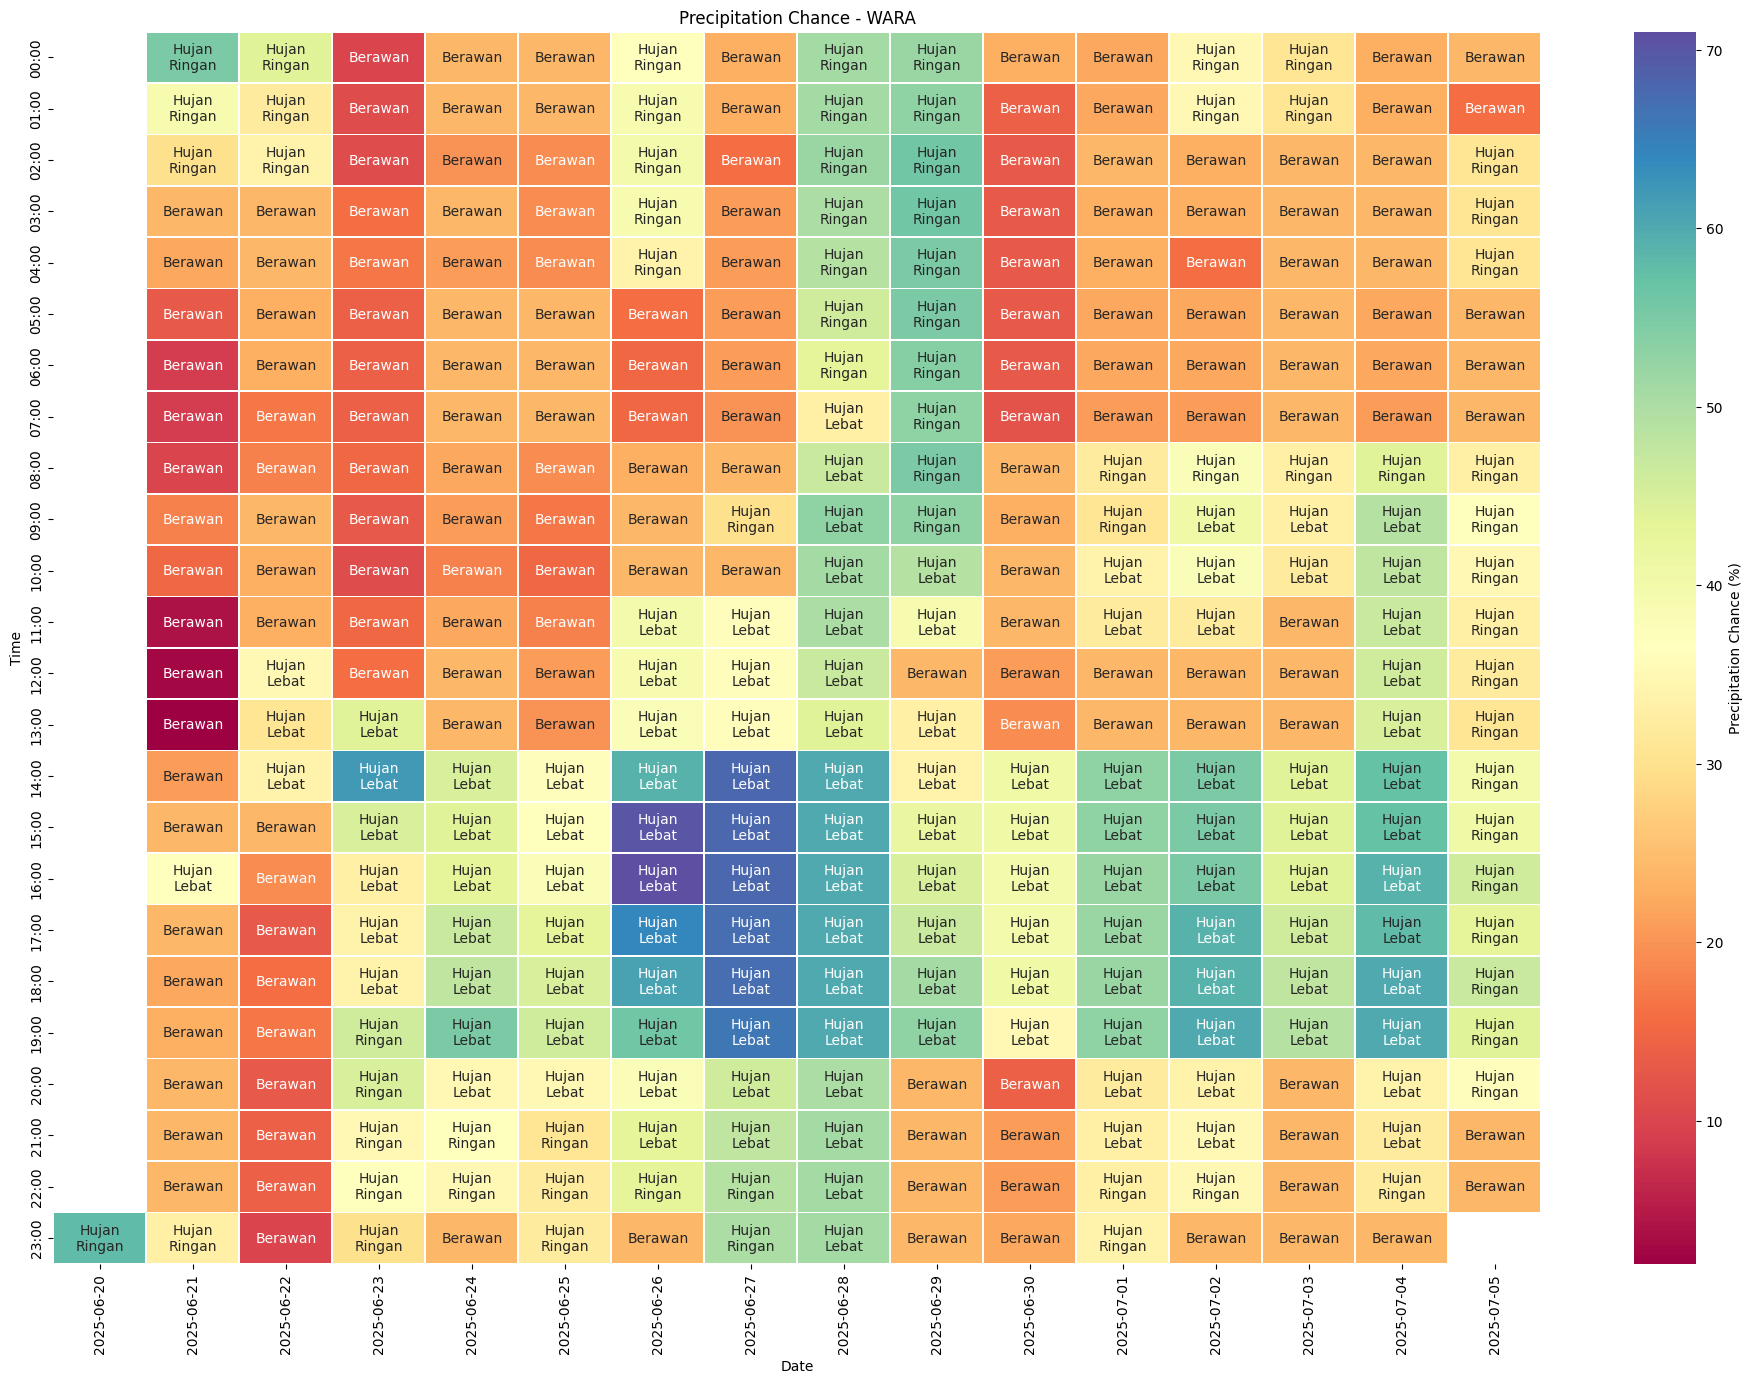 Precipitation Chance - WARA
00:00 Hujan Ringan Hujan Ringan Berawan Berawan Berawan Hujan Ringan Berawan Hujan Ringan Hujan Ringan Berawan Berawan Hujan Ringan Hujan Ringan Berawan Berawan
01:00 Hujan Ringan Hujan Ringan Berawan Berawan Berawan Hujan Ringan Berawan Hujan Ringan Hujan Ringan Berawan Berawan Hujan Ringan Hujan Ringan Berawan Berawan
02:00 Hujan Ringan Hujan Ringan Berawan Berawan Berawan Hujan Ringan Berawan Hujan Ringan Hujan Ringan Berawan Berawan Berawan Berawan Berawan Hujan Ringan
03:00 Berawan Berawan Berawan Berawan Berawan Hujan Ringan Berawan Hujan Ringan Hujan Ringan Berawan Berawan Berawan Berawan Berawan Hujan Ringan
04:00 Berawan Berawan Berawan Berawan Berawan Hujan Ringan Berawan Hujan Ringan Hujan Ringan Berawan Berawan Berawan Berawan Berawan Hujan Ringan
05:00 Berawan Berawan Berawan Berawan Berawan Berawan Berawan Hujan Ringan Hujan Ringan Berawan Berawan Berawan Berawan Berawan Berawan
06:00 Berawan Berawan Berawan Berawan Berawan Berawan Berawan Hujan Ringan Hujan Ringan Berawan Berawan Berawan Berawan Berawan Berawan
07:00 Berawan Berawan Berawan Berawan Berawan Berawan Berawan Hujan Lebat Hujan Ringan Berawan Berawan Berawan Berawan Berawan Berawan
08:00 Berawan Berawan Berawan Berawan Berawan Berawan Berawan Hujan Lebat Hujan Ringan Berawan Hujan Ringan Hujan Ringan Hujan Ringan Hujan Ringan Hujan Ringan
09:00 Berawan Berawan Berawan Berawan Berawan Berawan Hujan Ringan Hujan Lebat Hujan Ringan Berawan Hujan Ringan Hujan Lebat Hujan Lebat Hujan Lebat Hujan Ringan
10:00 Berawan Berawan Berawan Berawan Berawan Berawan Berawan Hujan Lebat Hujan Lebat Berawan Hujan Lebat Hujan Lebat Hujan Lebat Hujan Lebat Hujan Ringan
11:00 Berawan Berawan Berawan Berawan Berawan Hujan Lebat Hujan Lebat Hujan Lebat Hujan Lebat Berawan Hujan Lebat Hujan Lebat Berawan Hujan Lebat Hujan Ringan
12:00 Berawan Hujan Lebat Berawan Berawan Berawan Hujan Lebat Hujan Lebat Hujan Lebat Berawan Berawan Berawan Berawan Berawan Hujan Lebat Hujan Ringan
13:00 Berawan Hujan Lebat Hujan Lebat Berawan Berawan Hujan Lebat Hujan Lebat Hujan Lebat Hujan Lebat Berawan Berawan Berawan Berawan Hujan Lebat Hujan Ringan
14:00 Berawan Hujan Lebat Hujan Lebat Hujan Lebat Hujan Lebat Hujan Lebat Hujan Lebat Hujan Lebat Hujan Lebat Hujan Lebat Hujan Lebat Hujan Lebat Hujan Lebat Hujan Lebat Hujan Ringan
15:00 Berawan Berawan Hujan Lebat Hujan Lebat Hujan Lebat Hujan Lebat Hujan Lebat Hujan Lebat Hujan Lebat Hujan Lebat Hujan Lebat Hujan Lebat Hujan Lebat Hujan Lebat Hujan Ringan
16:00 Hujan Lebat Berawan Hujan Lebat Hujan Lebat Hujan Lebat Hujan Lebat Hujan Lebat Hujan Lebat Hujan Lebat Hujan Lebat Hujan Lebat Hujan Lebat Hujan Lebat Hujan Lebat Hujan Ringan
17:00 Berawan Berawan Hujan Lebat Hujan Lebat Hujan Lebat Hujan Lebat Hujan Lebat Hujan Lebat Hujan Lebat Hujan Lebat Hujan Lebat Hujan Lebat Hujan Lebat Hujan Lebat Hujan Ringan
18:00 Berawan Berawan Hujan Lebat Hujan Lebat Hujan Lebat Hujan Lebat Hujan Lebat Hujan Lebat Hujan Lebat Hujan Lebat Hujan Lebat Hujan Lebat Hujan Lebat Hujan Lebat Hujan Ringan
19:00 Berawan Berawan Hujan Ringan Hujan Lebat Hujan Lebat Hujan Lebat Hujan Lebat Hujan Lebat Hujan Lebat Hujan Lebat Hujan Lebat Hujan Lebat Hujan Lebat Hujan Lebat Hujan Ringan
20:00 Berawan Berawan Hujan Ringan Hujan Lebat Hujan Lebat Hujan Lebat Hujan Lebat Hujan Lebat Berawan Berawan Hujan Lebat Hujan Lebat Berawan Hujan Lebat Hujan Ringan
21:00 Berawan Berawan Hujan Ringan Hujan Ringan Hujan Ringan Hujan Lebat Hujan Lebat Hujan Lebat Berawan Berawan Hujan Lebat Hujan Lebat Berawan Hujan Lebat Berawan
22:00 Berawan Berawan Hujan Ringan Hujan Ringan Hujan Ringan Hujan Ringan Hujan Ringan Hujan Lebat Berawan Berawan Hujan Ringan Hujan Ringan Berawan Hujan Ringan Berawan
23:00 Hujan Ringan Hujan Ringan Berawan Hujan Ringan Berawan Hujan Ringan Berawan Hujan Ringan Hujan Lebat Berawan Berawan Hujan Ringan Berawan Berawan Berawan
Time
2025-06-20 2025-06-21 2025-06-22 2025-06-23 2025-06-24 2025-06-25 2025-06-26 2025-06-27 2025-06-28 2025-06-29 2025-06-30 2025-07-01 2025-07-02 2025-07-03 2025-07-04 2025-07-05
Date
70
60
50
40
30
20
10
Precipitation Chance (%)